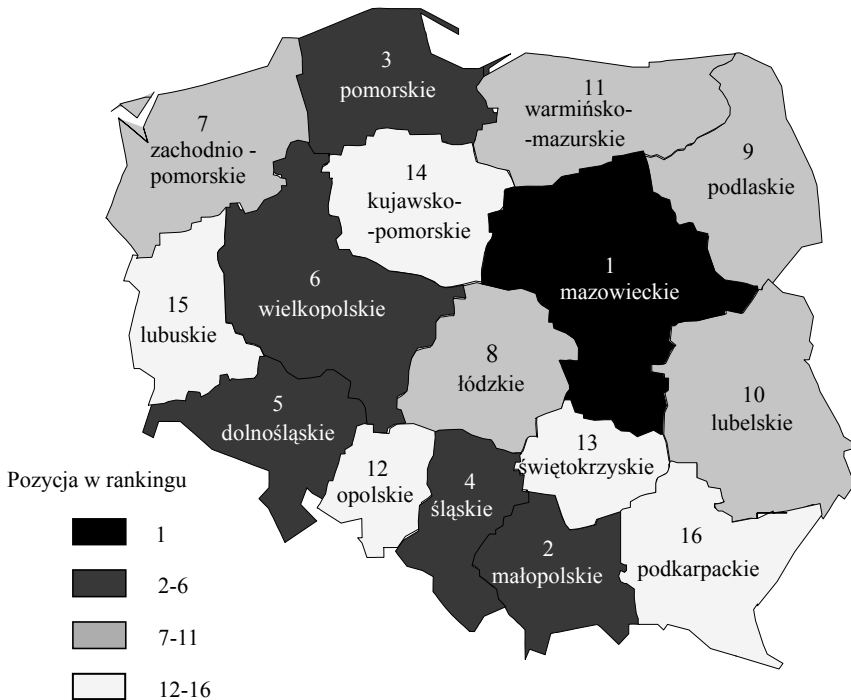 3
pomorskie
11
warmińsko-
-mazurskie
7
zachodnio -
pomorskie
9
podlaskie
14
kujawsko-
-pomorskie
1
mazowieckie
6
wielkopolskie
15
lubuskie
8
łódzkie
10
lubelskie
5
dolnośląskie
13
świętokrzyskie
12
opolskie
4
śląskie
16
podkarpackie
2
małopolskie
Pozycja w rankingu
1
2-6
7-11
12-16